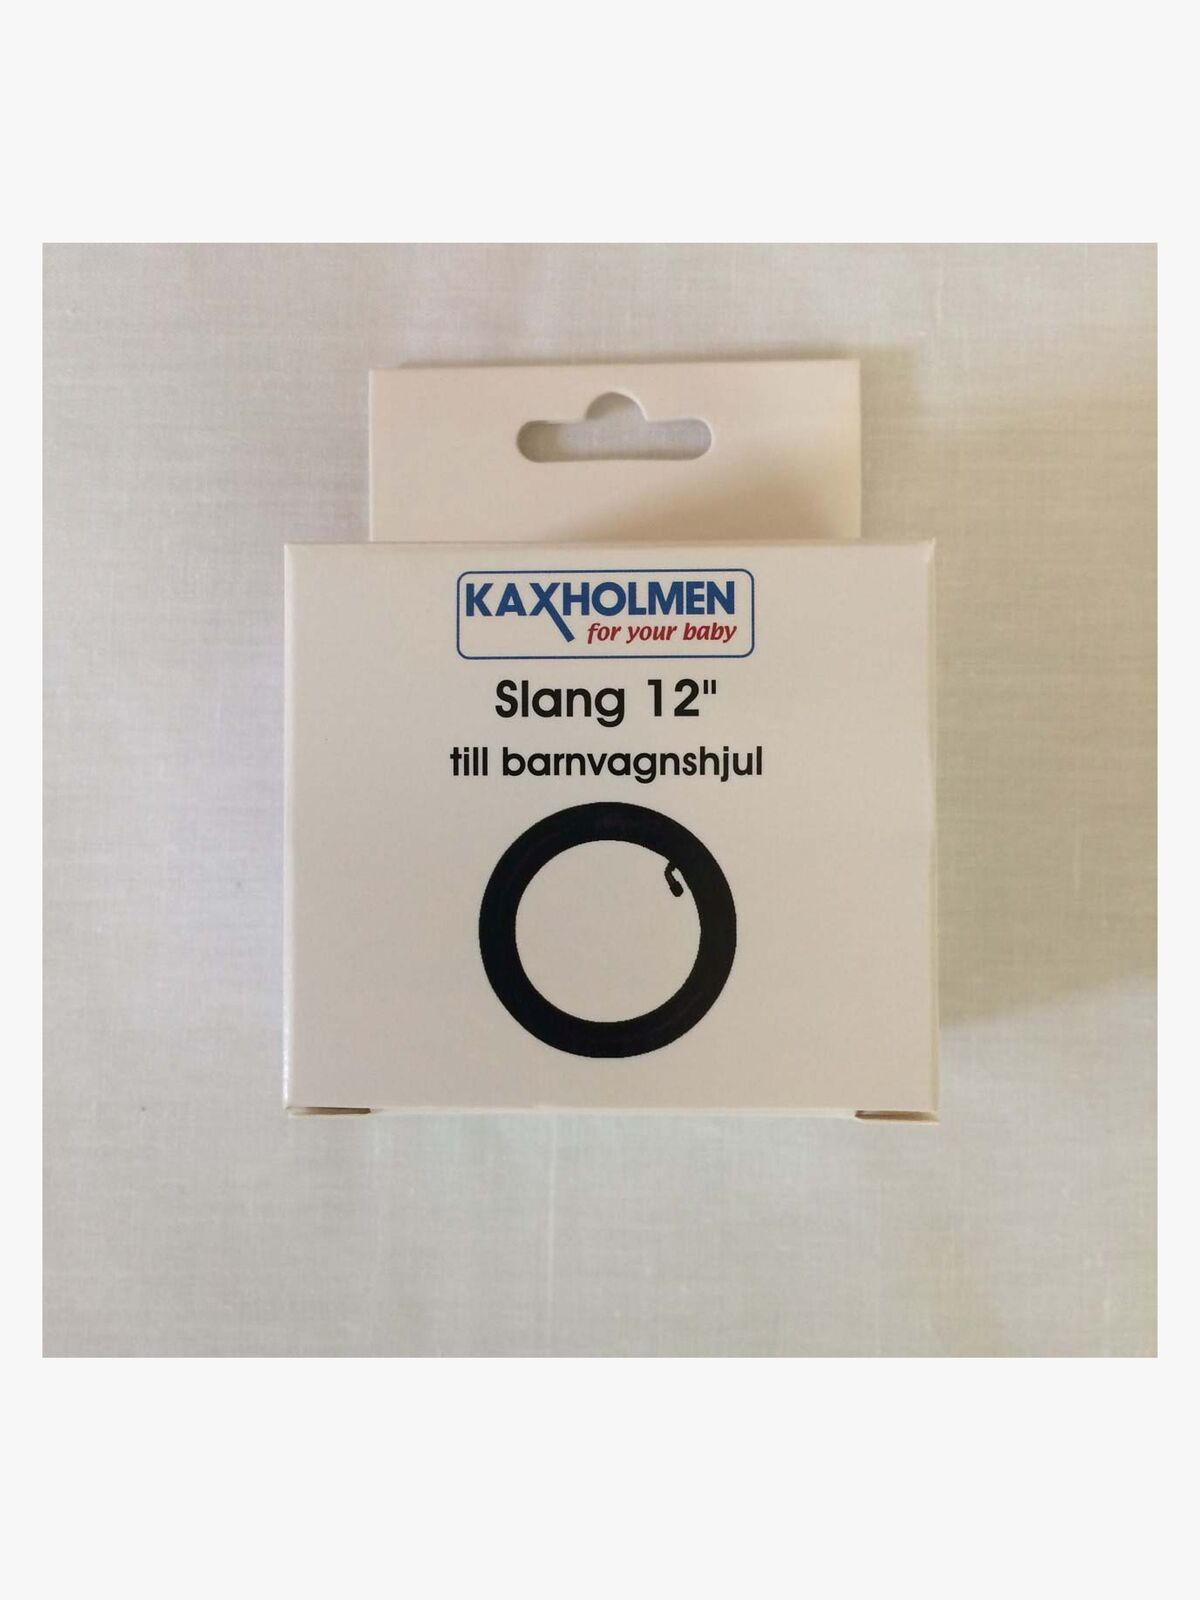 KAXHOLMEN
for your baby
Slang 12"
till barnvagnshjul